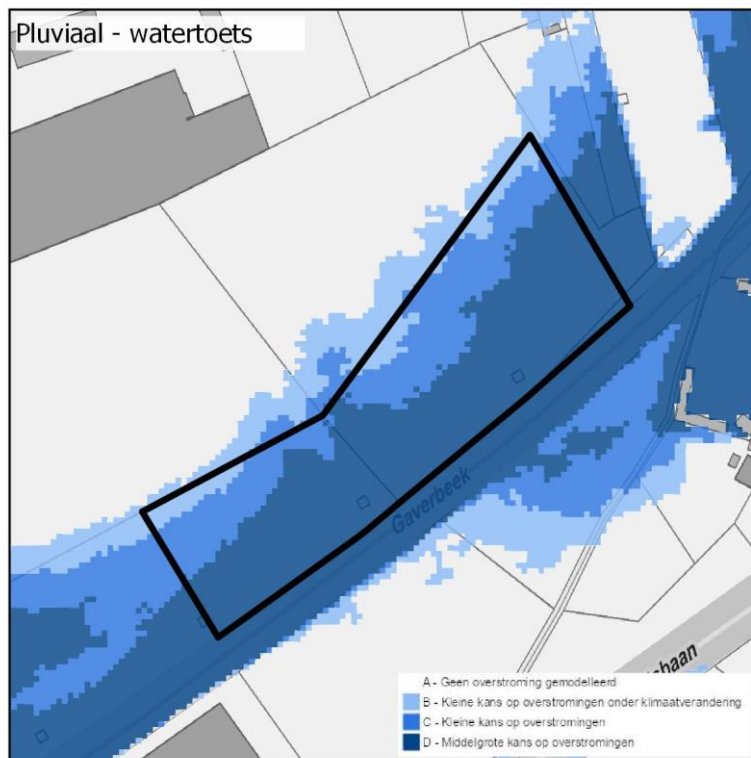 Pluviaal - watertoets
Gaverbeek
sbaan
A - Geen overstroming gemodelleerd
B - Kleine kans op overstromingen onder klimaatverandering
C - Kleine kans op overstromingen
D - Middelgrote kans op overstromingen